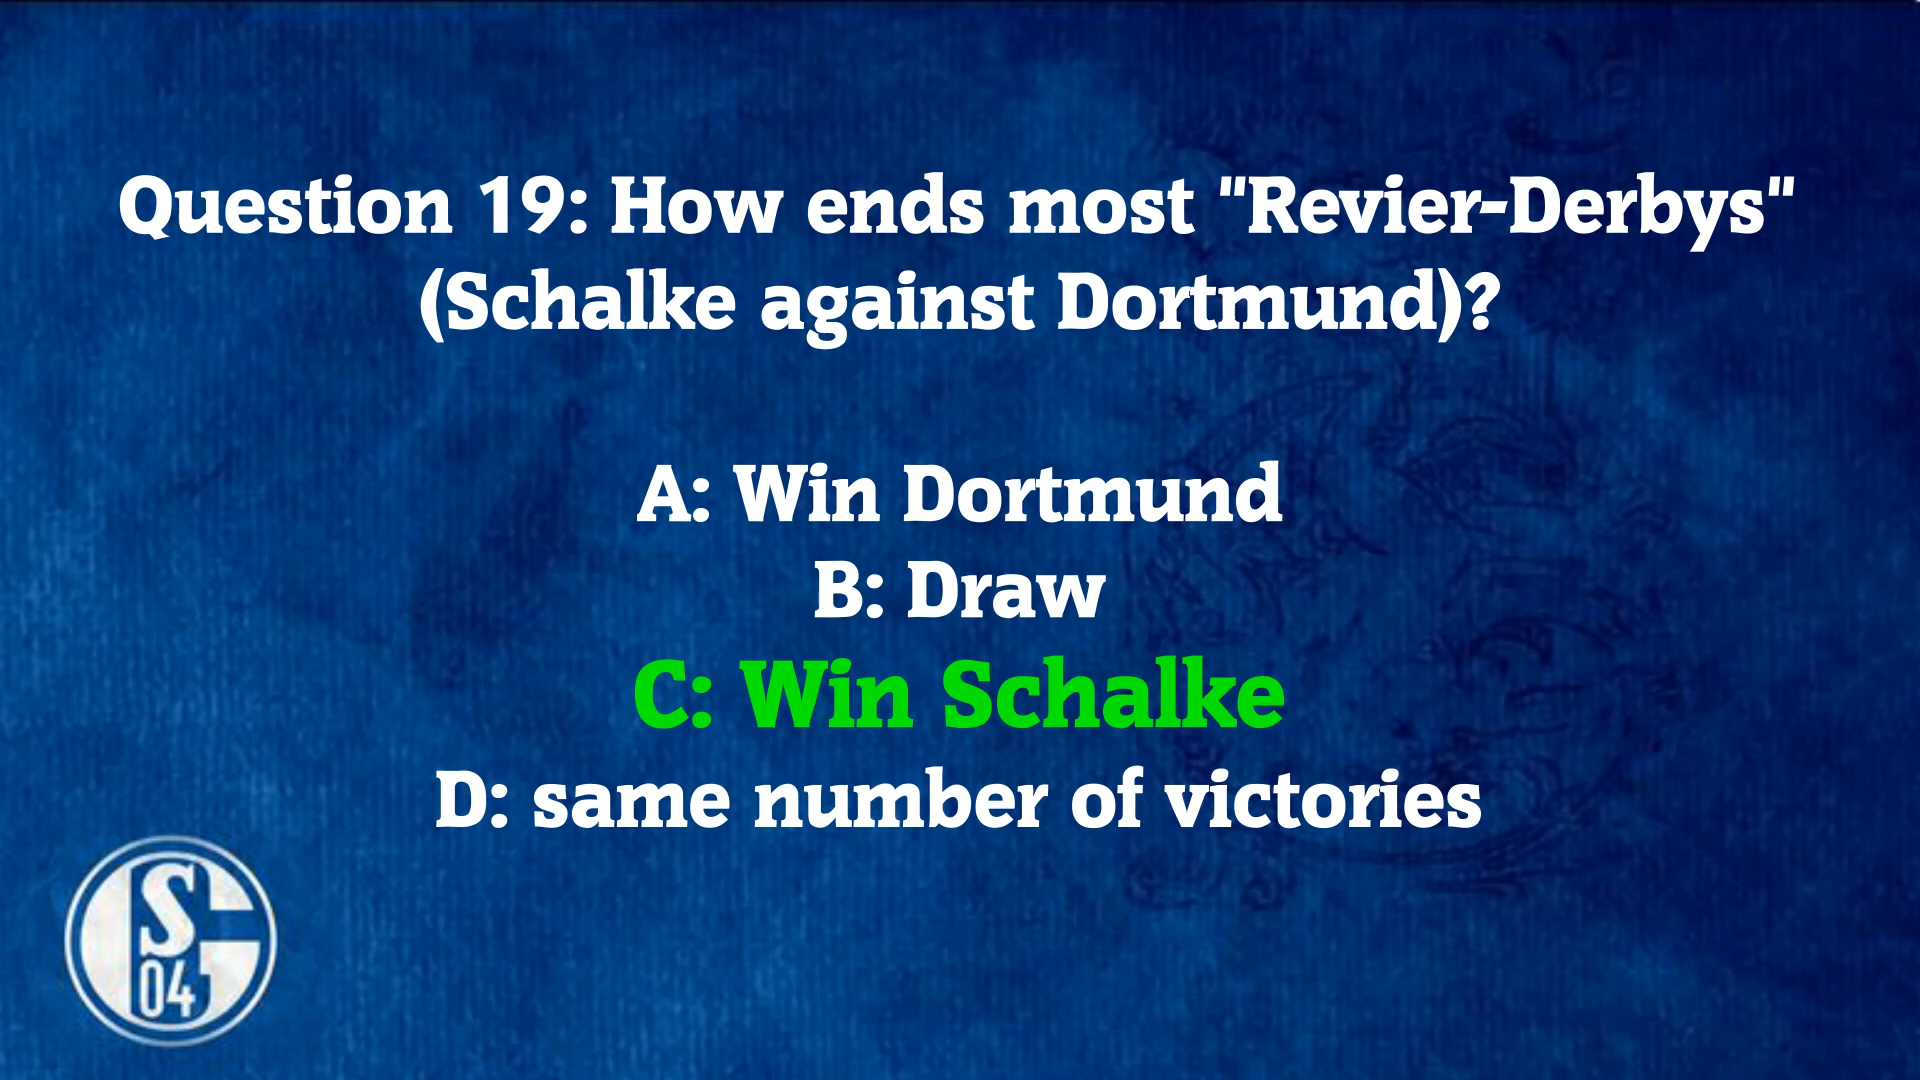 Question 19: How ends most "Revier-Derbys"
(Schalke against Dortmund)?
A: Win Dortmund
B: Draw
C: Win Schalke
D: same number of victories
S
04